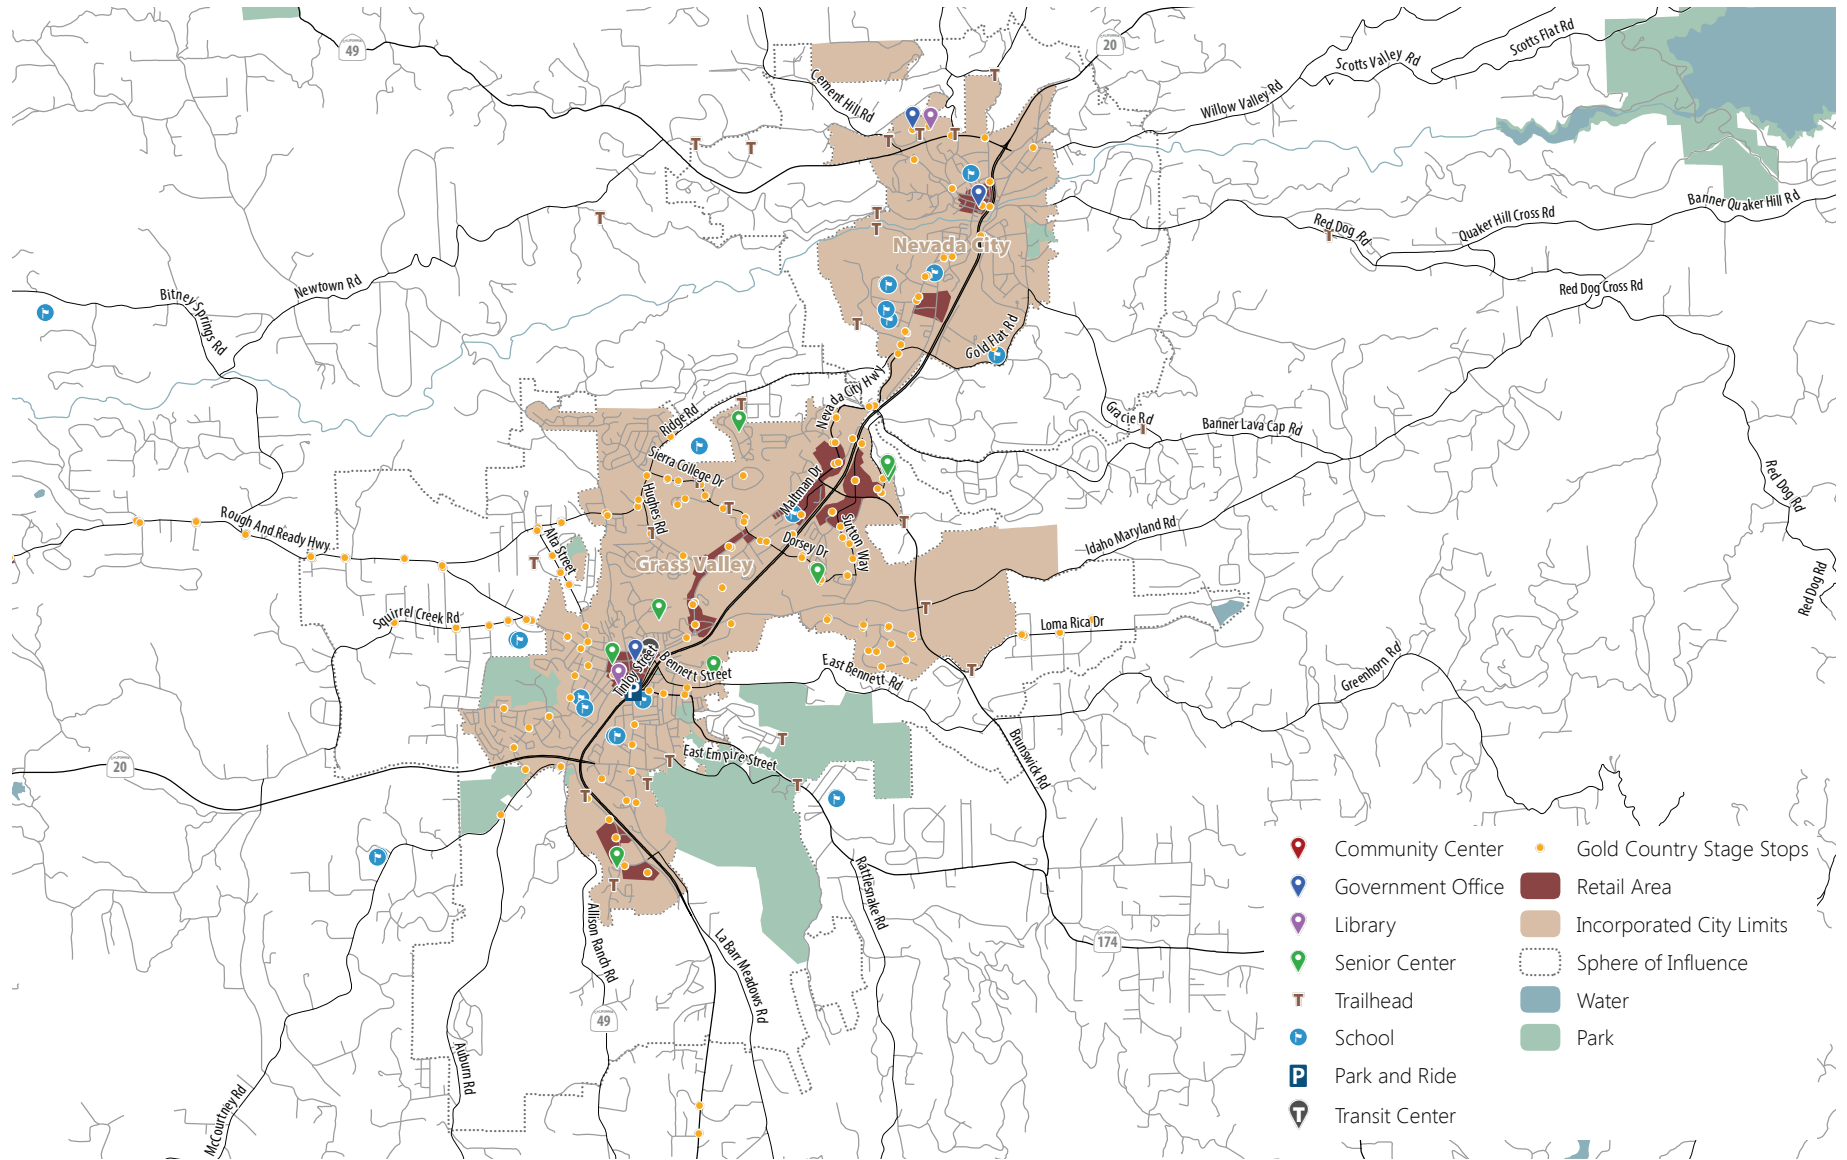 CALIFORNIA
49
CALIFORNIA
20
Scotts Flat Rd
Scotts Valley Rd
Cement Hill Rd
Willow Valley Rd
Banner Quaker Hill Rd
Quaker Hill Cross Rd
Red Dog Rd
Nevada City
Newtown Rd
Bitney Springs Rd
Red Dog Cross Rd
Gold Flat Rd
Nevada City Hwy
Ridge Rd
Gracie Rd
Banner Lava Cap Rd
Sierra College Dr
Maltman Dr
Hughes Rd
Red Dog Rd
Rough And Ready Hwy
Sutton Way
Idaho Maryland Rd
Alta Street
Dorsey Dr
Grass Valley
Red Dog Rd
Squirrel Creek Rd
Loma Rica Dr
Bennett Street
East Bennett Rd
Greenhorn Rd
P
East Empire Street
Brunswick Rd
CALIFORNIA
20
Rattlesnake Rd
Allison Ranch Rd
La Barr Meadows Rd
CALIFORNIA
174
CALIFORNIA
49
Auburn Rd
McCourtney Rd
Community Center
Government Office
Library
Senior Center
T Trailhead
School
P Park and Ride
T Transit Center
Gold Country Stage Stops
Retail Area
Incorporated City Limits
Sphere of Influence
Water
Park